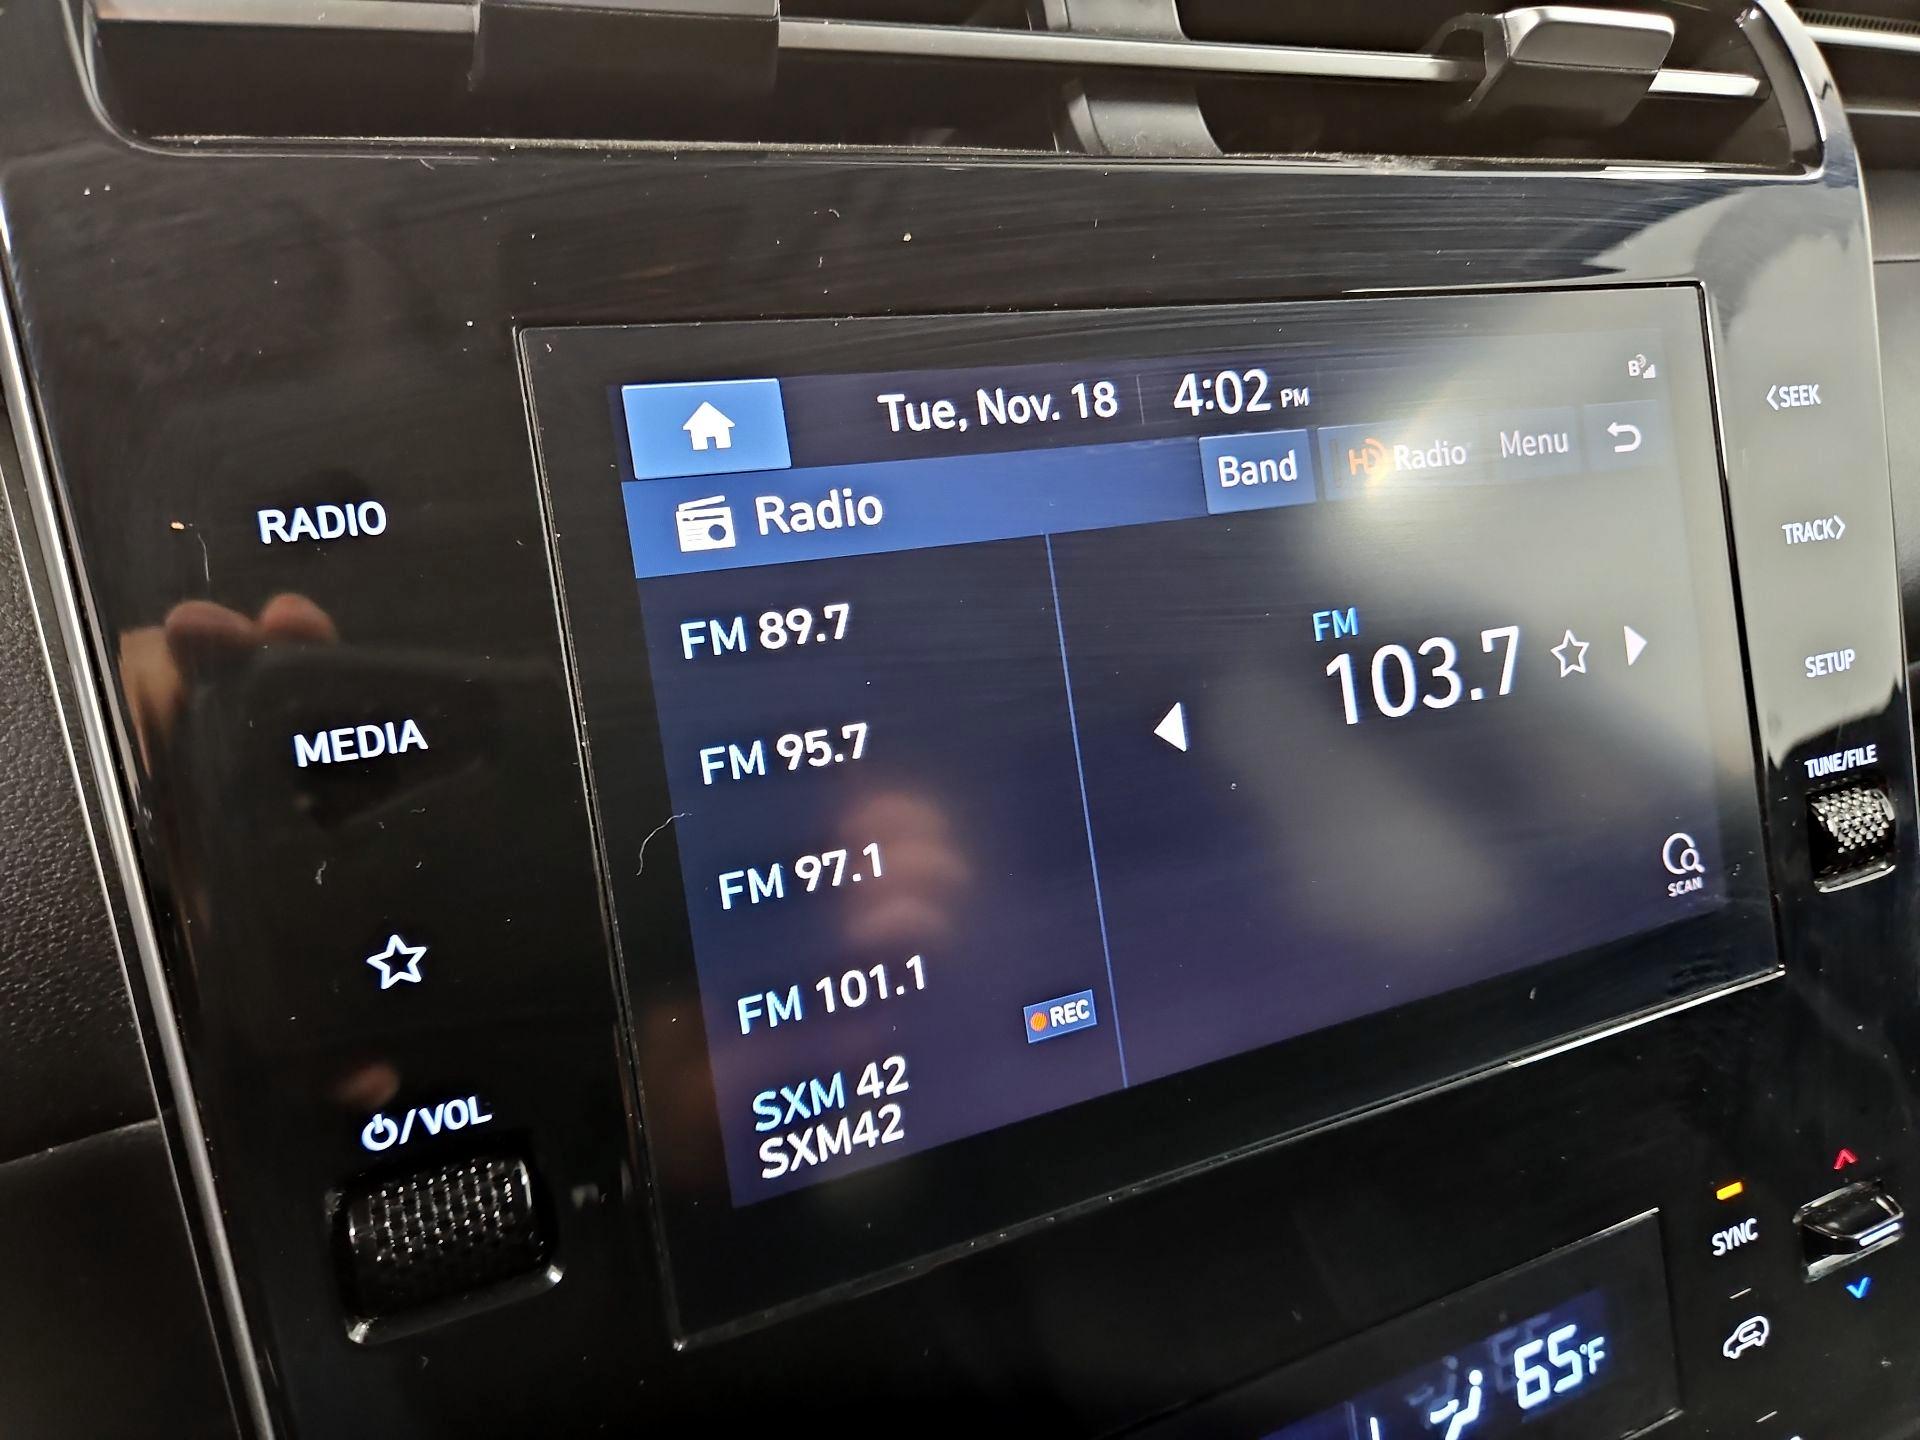 Tue, Nov. 18 4:02 PM
B
Radio Band HD Radio Menu
FM 89.7
FM 95.7
FM 97.1
FM 101.1
REC
SXM 42
SXM42
FM
103.7
SCAN
RADIO
MEDIA
/VOL
<SEEK
TRACK>
SETUP
TUNE/FILE
SYNC
65°F